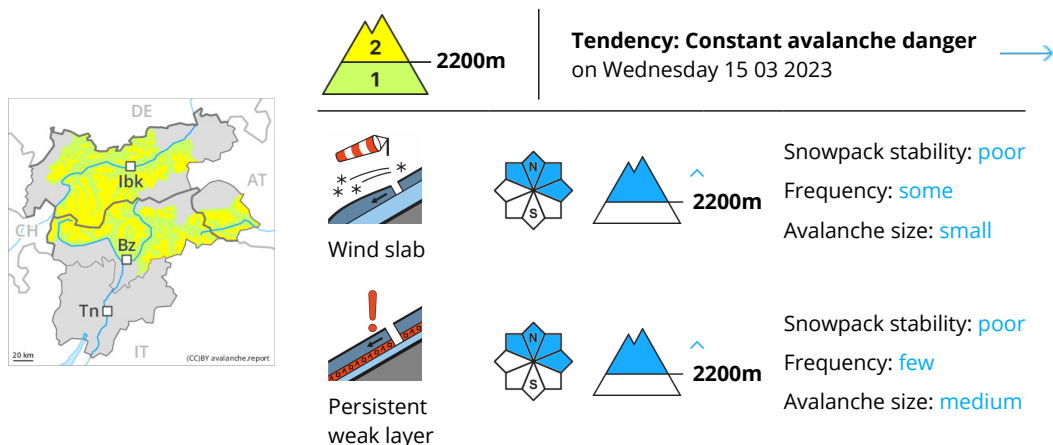 DE
AT
CH
IT
Ibk
Bz
Tn
20 km
(CC)BY avalanche.report
2
1
2200m
Tendency: Constant avalanche danger
on Wednesday 15 03 2023
Wind slab
N
S
2200m
Snowpack stability: poor
Frequency: some
Avalanche size: small
Persistent
weak layer
N
S
2200m
Snowpack stability: poor
Frequency: few
Avalanche size: medium